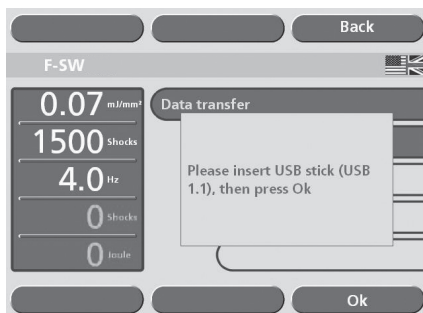 Back
F-SW
0.07 mJ/mm²
Data transfer
1500 Shocks
4.0 Hz
Please insert USB stick (USB
1.1), then press Ok
0 Shocks
0 Joule
Ok